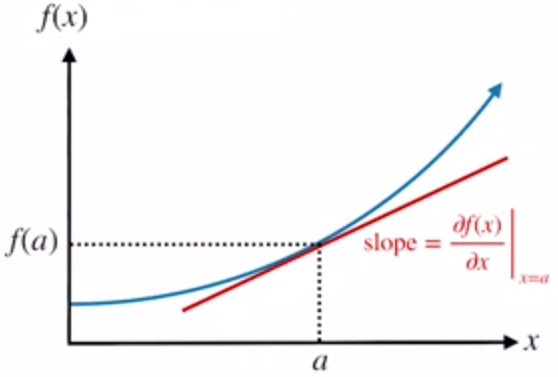 f(x)
f(a)
slope = ∂f(x)/∂x |x=a
x
a